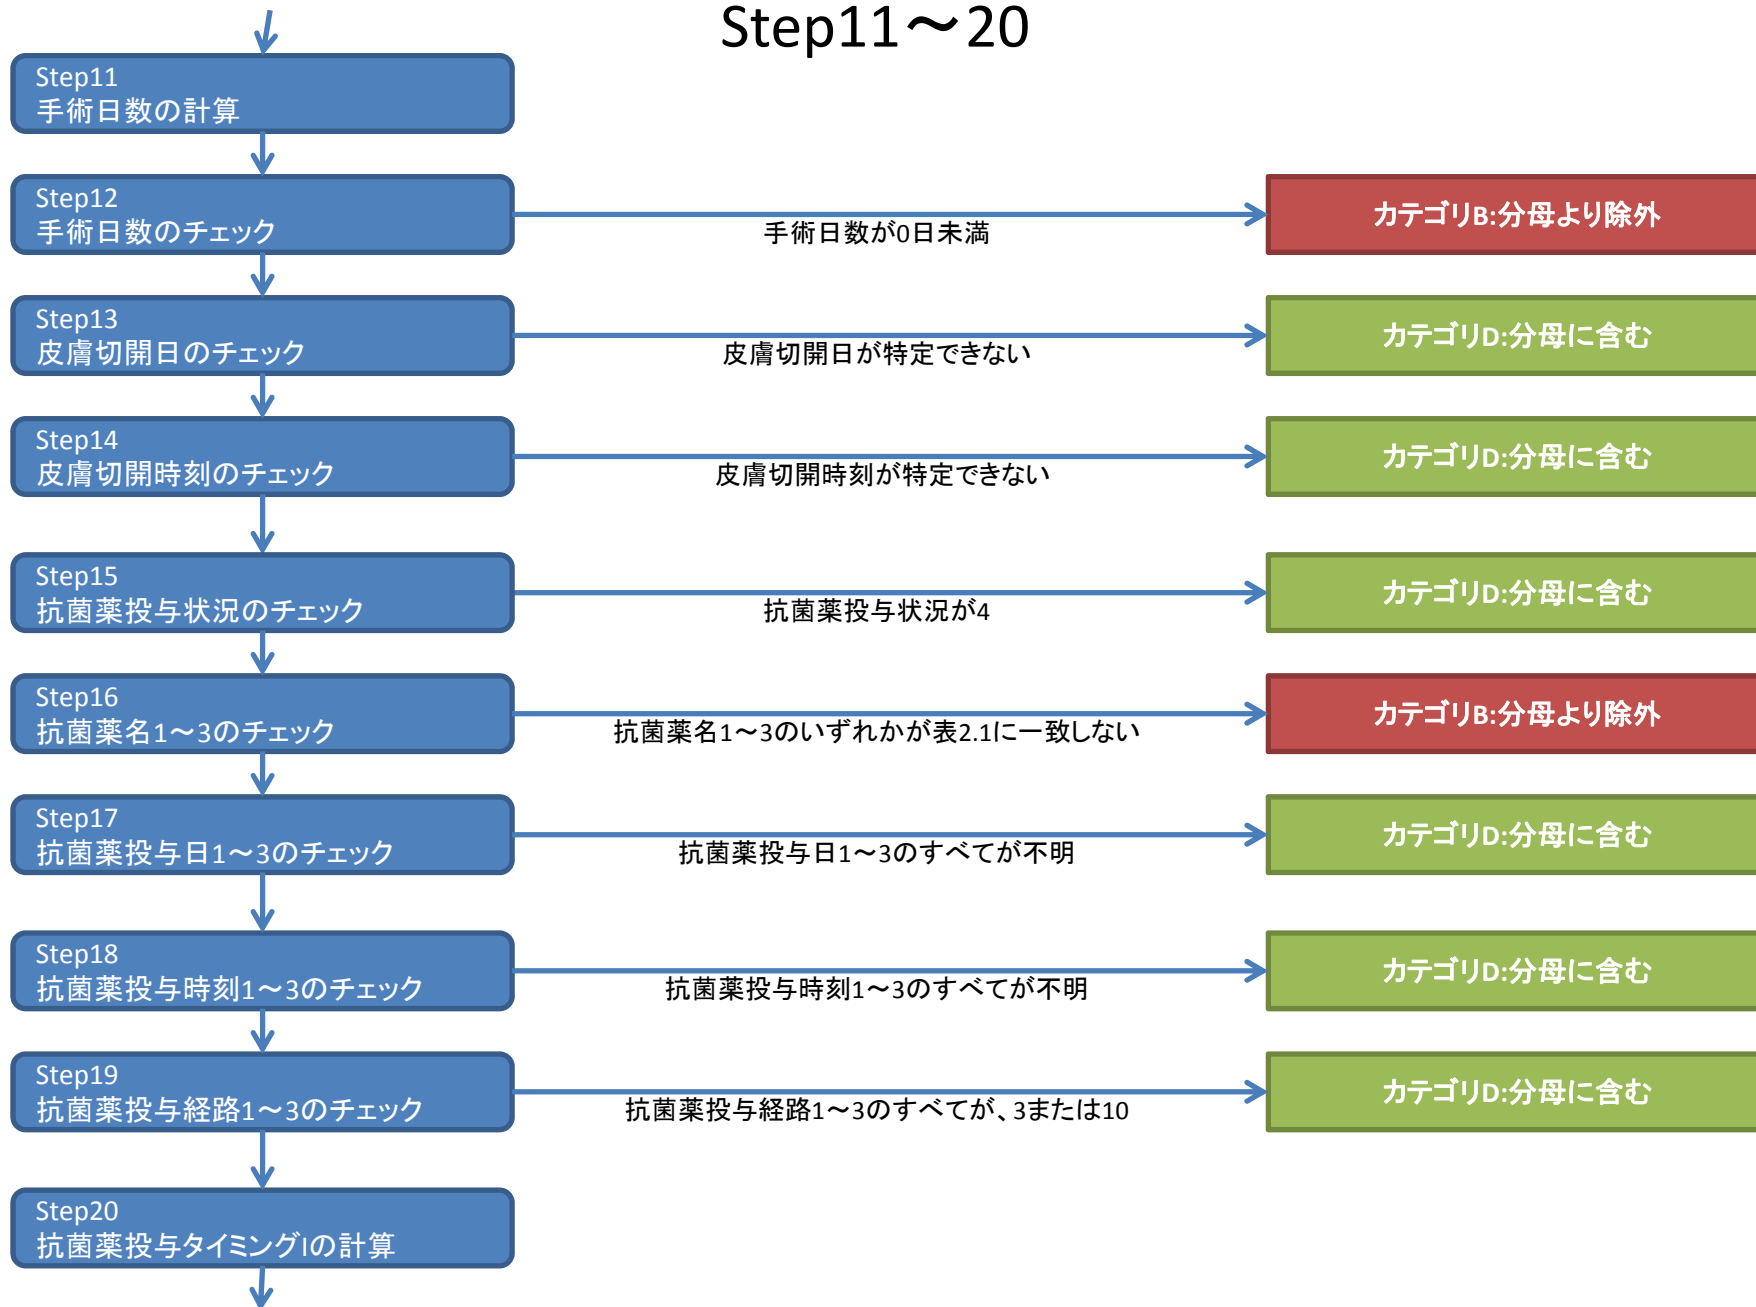 Step11～20
Step11
手術日数の計算
Step12
手術日数のチェック
手術日数が0日未満
カテゴリB:分母より除外
Step13
皮膚切開日のチェック
皮膚切開日が特定できない
カテゴリD:分母に含む
Step14
皮膚切開時刻のチェック
皮膚切開時刻が特定できない
カテゴリD:分母に含む
Step15
抗菌薬投与状況のチェック
抗菌薬投与状況が4
カテゴリD:分母に含む
Step16
抗菌薬名1～3のチェック
抗菌薬名1～3のいずれかが表2.1に一致しない
カテゴリB:分母より除外
Step17
抗菌薬投与日1～3のチェック
抗菌薬投与日1～3のすべてが不明
カテゴリD:分母に含む
Step18
抗菌薬投与時刻1～3のチェック
抗菌薬投与時刻1～3のすべてが不明
カテゴリD:分母に含む
Step19
抗菌薬投与経路1～3のチェック
抗菌薬投与経路1～3のすべてが、3または10
カテゴリD:分母に含む
Step20
抗菌薬投与タイミングIの計算